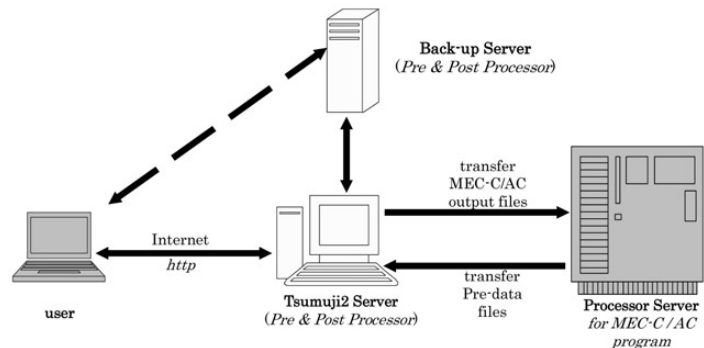 Back-up Server
(Pre & Post Processor)
transfer
MEC-C/AC
output files
Internet
http
transfer
Pre-data
files
user
Tsumuji2 Server
(Pre & Post Processor)
Processor Server
for MEC-C / AC
program